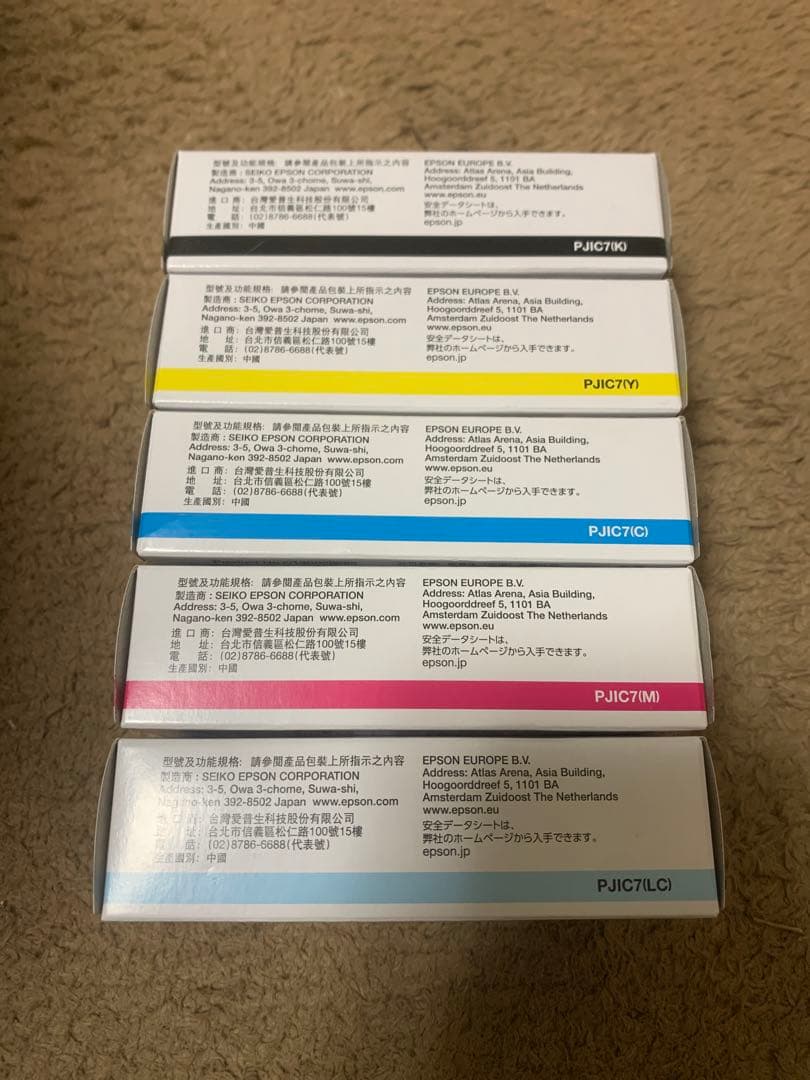 型號及功能規格: 請參閱產品包裝上所指示之內容
製造商: SEIKO EPSON CORPORATION
Address: 3-5, Owa 3-chome, Suwa-shi,
Nagano-ken 392-8502 Japan www.epson.com
進 口 商: 台灣愛普生科技股份有限公司
地 址: 台北市信義區松仁路100號15樓
電 話: (02)8786-6688(代表號)
生產國別: 中國
EPSON EUROPE B.V.
Address: Atlas Arena, Asia Building,
Hoogoorddreef 5, 1101 BA
Amsterdam Zuidoost The Netherlands
www.epson.eu
安全データシートは、
弊社のホームページから入手できます。
epson.jp
PJIC7(K)
型號及功能規格: 請參閱產品包裝上所指示之內容
製造商: SEIKO EPSON CORPORATION
Address: 3-5, Owa 3-chome, Suwa-shi,
Nagano-ken 392-8502 Japan www.epson.com
進 口 商: 台灣愛普生科技股份有限公司
地 址: 台北市信義區松仁路100號15樓
電 話: (02)8786-6688(代表號)
生產國別: 中國
EPSON EUROPE B.V.
Address: Atlas Arena, Asia Building,
Hoogoorddreef 5, 1101 BA
Amsterdam Zuidoost The Netherlands
www.epson.eu
安全データシートは、
弊社のホームページから入手できます。
epson.jp
PJIC7(Y)
型號及功能規格: 請參閱產品包裝上所指示之內容
製造商: SEIKO EPSON CORPORATION
Address: 3-5, Owa 3-chome, Suwa-shi,
Nagano-ken 392-8502 Japan www.epson.com
進 口 商: 台灣愛普生科技股份有限公司
地 址: 台北市信義區松仁路100號15樓
電 話: (02)8786-6688(代表號)
生產國別: 中國
EPSON EUROPE B.V.
Address: Atlas Arena, Asia Building,
Hoogoorddreef 5, 1101 BA
Amsterdam Zuidoost The Netherlands
www.epson.eu
安全データシートは、
弊社のホームページから入手できます。
epson.jp
PJIC7(C)
型號及功能規格: 請參閱產品包裝上所指示之內容
製造商: SEIKO EPSON CORPORATION
Address: 3-5, Owa 3-chome, Suwa-shi,
Nagano-ken 392-8502 Japan www.epson.com
進 口 商: 台灣愛普生科技股份有限公司
地 址: 台北市信義區松仁路100號15樓
電 話: (02)8786-6688(代表號)
生產國別: 中國
EPSON EUROPE B.V.
Address: Atlas Arena, Asia Building,
Hoogoorddreef 5, 1101 BA
Amsterdam Zuidoost The Netherlands
www.epson.eu
安全データシートは、
弊社のホームページから入手できます。
epson.jp
PJIC7(M)
型號及功能規格: 請參閱產品包裝上所指示之內容
製造商: SEIKO EPSON CORPORATION
Address: 3-5, Owa 3-chome, Suwa-shi,
Nagano-ken 392-8502 Japan www.epson.com
進 口 商: 台灣愛普生科技股份有限公司
地 址: 台北市信義區松仁路100號15樓
電 話: (02)8786-6688(代表號)
生產國別: 中國
EPSON EUROPE B.V.
Address: Atlas Arena, Asia Building,
Hoogoorddreef 5, 1101 BA
Amsterdam Zuidoost The Netherlands
www.epson.eu
安全データシートは、
弊社のホームページから入手できます。
epson.jp
PJIC7(LC)